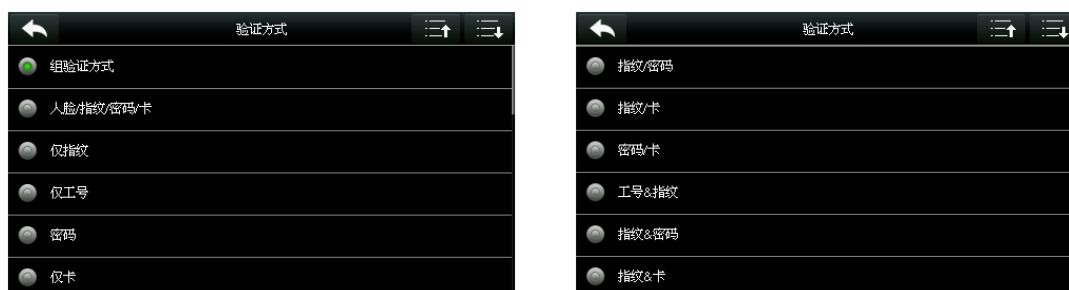 验证方式
组验证方式
人脸/指纹/密码/卡
仅指纹
仅工号
密码
仅卡
验证方式
指纹/密码
指纹/卡
密码/卡
工号&指纹
指纹&密码
指纹&卡